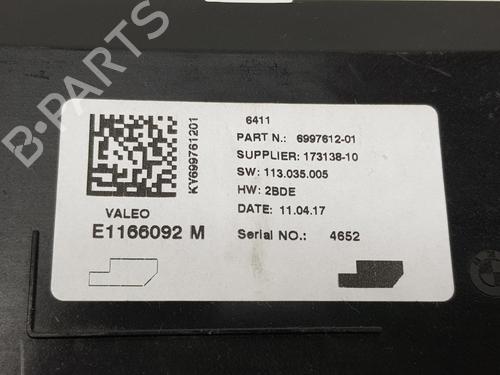 B-PARTS
KY699761201
VALEO
E1166092 M
6411
PART N.: 6997612-01
SUPPLIER: 173138-10
SW: 113.035.005
HW: 2BDE
DATE: 11.04.17
Serial NO.: 4652